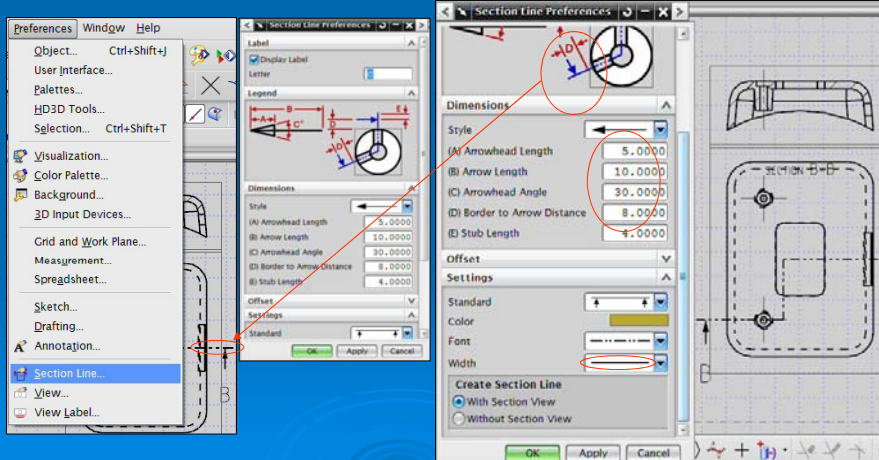 Preferences Window Help
Object... Ctrl+Shift+J
User Interface...
Palettes...
HD3D Tools...
Selection... Ctrl+Shift+T
Visualization...
Color Palette...
Background...
3D Input Devices...
Grid and Work Plane...
Measurement...
Spreadsheet...
Sketch...
Drafting...
Annotation...
Section Line...
View...
View Label...
B
Section Line Preferences
Label
Display Label
Letter
Legend
B
E
A
C°
D
D
Dimensions
Style
(A) Arrowhead Length 5.0000
(B) Arrow Length 10.0000
(C) Arrowhead Angle 30.0000
(D) Border to Arrow Distance 8.0000
(E) Stub Length 4.0000
Offset
Settings
Standard
OK Apply Cancel
Section Line Preferences
D
Dimensions
Style
(A) Arrowhead Length 5.0000
(B) Arrow Length 10.0000
(C) Arrowhead Angle 30.0000
(D) Border to Arrow Distance 8.0000
(E) Stub Length 4.0000
Offset
Settings
Standard
Color
Font
Width
Create Section Line
With Section View
Without Section View
OK Apply Cancel
SECTION B-B
B